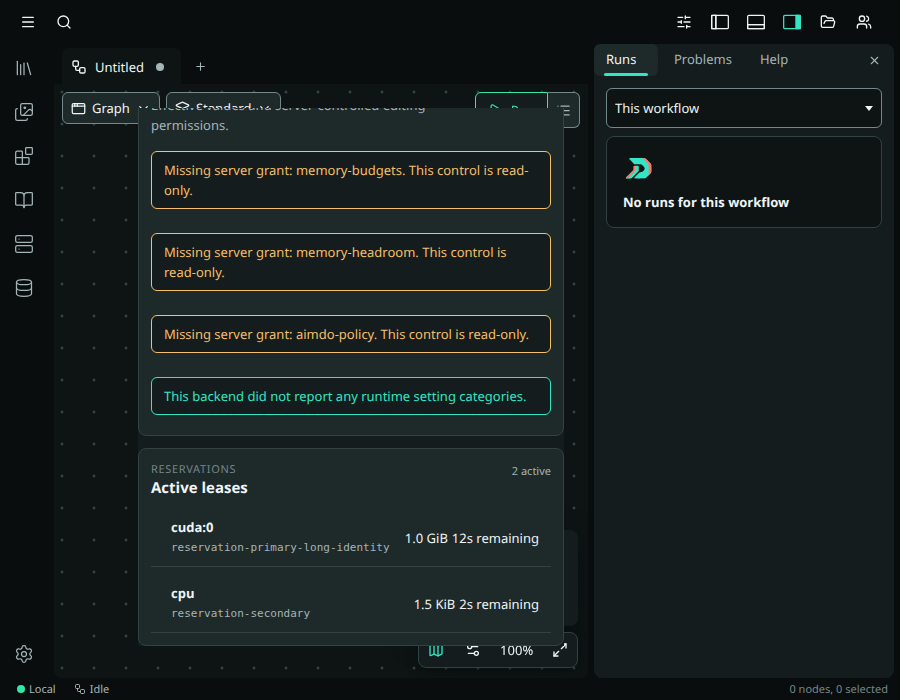 Untitled
Runs
Problems
Help
Graph
Standard
server controlled editing
permissions.
This workflow
Missing server grant: memory-budgets. This control is read-
only.
No runs for this workflow
Missing server grant: memory-headroom. This control is
read-only.
Missing server grant: aimdo-policy. This control is read-only.
This backend did not report any runtime setting categories.
RESERVATIONS
2 active
Active leases
cuda:0
reservation-primary-long-identity
1.0 GiB 12s remaining
cpu
reservation-secondary
1.5 KiB 2s remaining
100%
Local
Idle
0 nodes, 0 selected